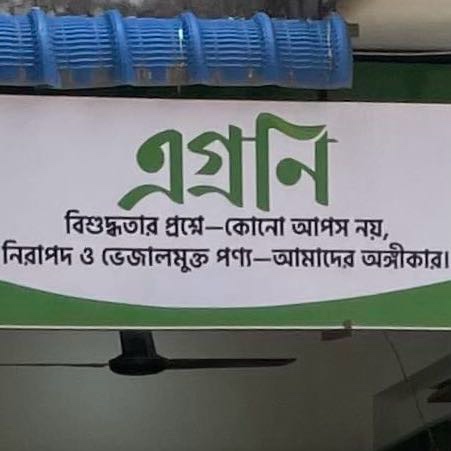 এগ্রনি
বিশুদ্ধতার প্রশ্নে—কোনো আপস নয়,
নিরাপদ ও ভেজালমুক্ত পণ্য—আমাদের অঙ্গীকার।